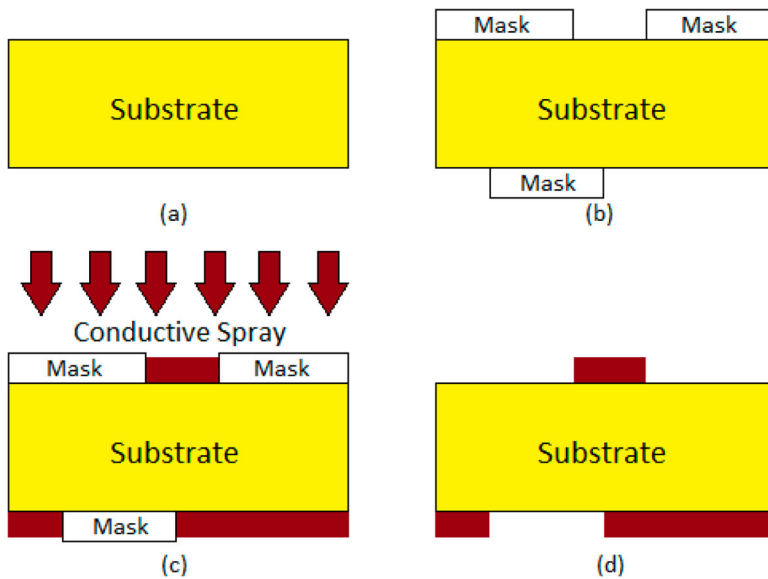 Substrate
(a)
Mask Mask
Substrate
Mask
(b)
Conductive Spray
Mask Mask
Substrate
Mask
(c)
Substrate
(d)